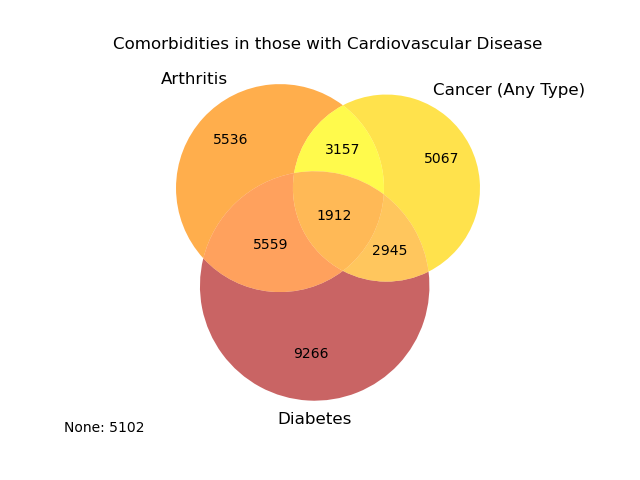 Comorbidities in those with Cardiovascular Disease
Arthritis
Cancer (Any Type)
5536
3157
5067
1912
5559
2945
9266
Diabetes
None: 5102